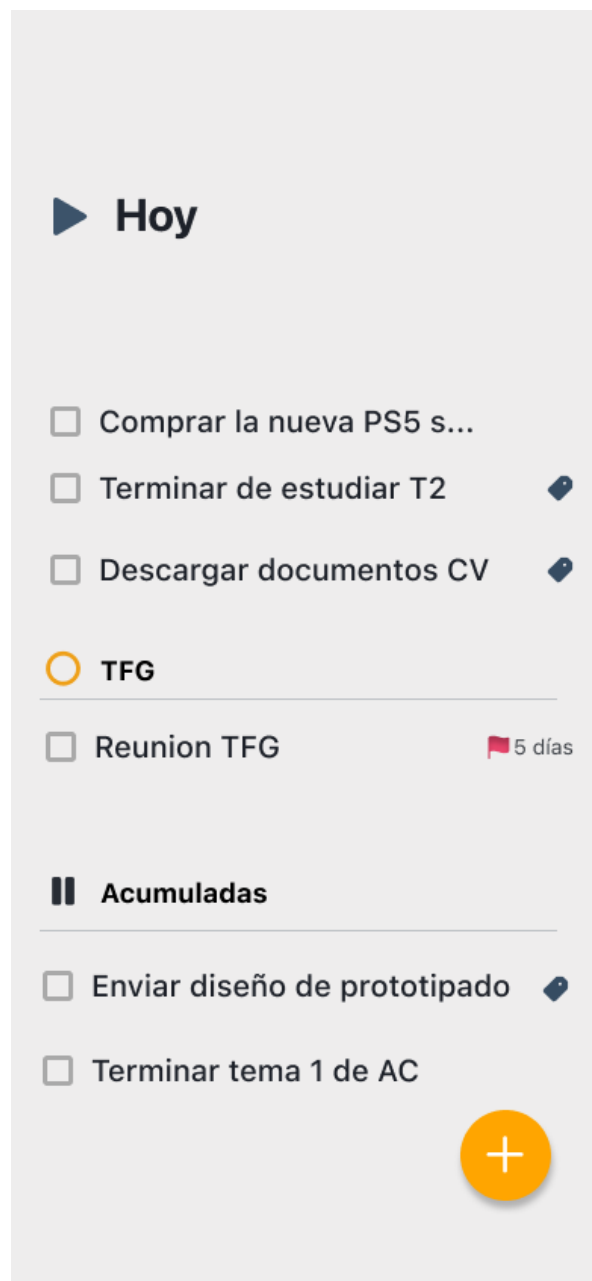 Hoy
Comprar la nueva PS5 s...
Terminar de estudiar T2
Descargar documentos CV
TFG
Reunion TFG 5 días
Acumuladas
Enviar diseño de prototipado
Terminar tema 1 de AC